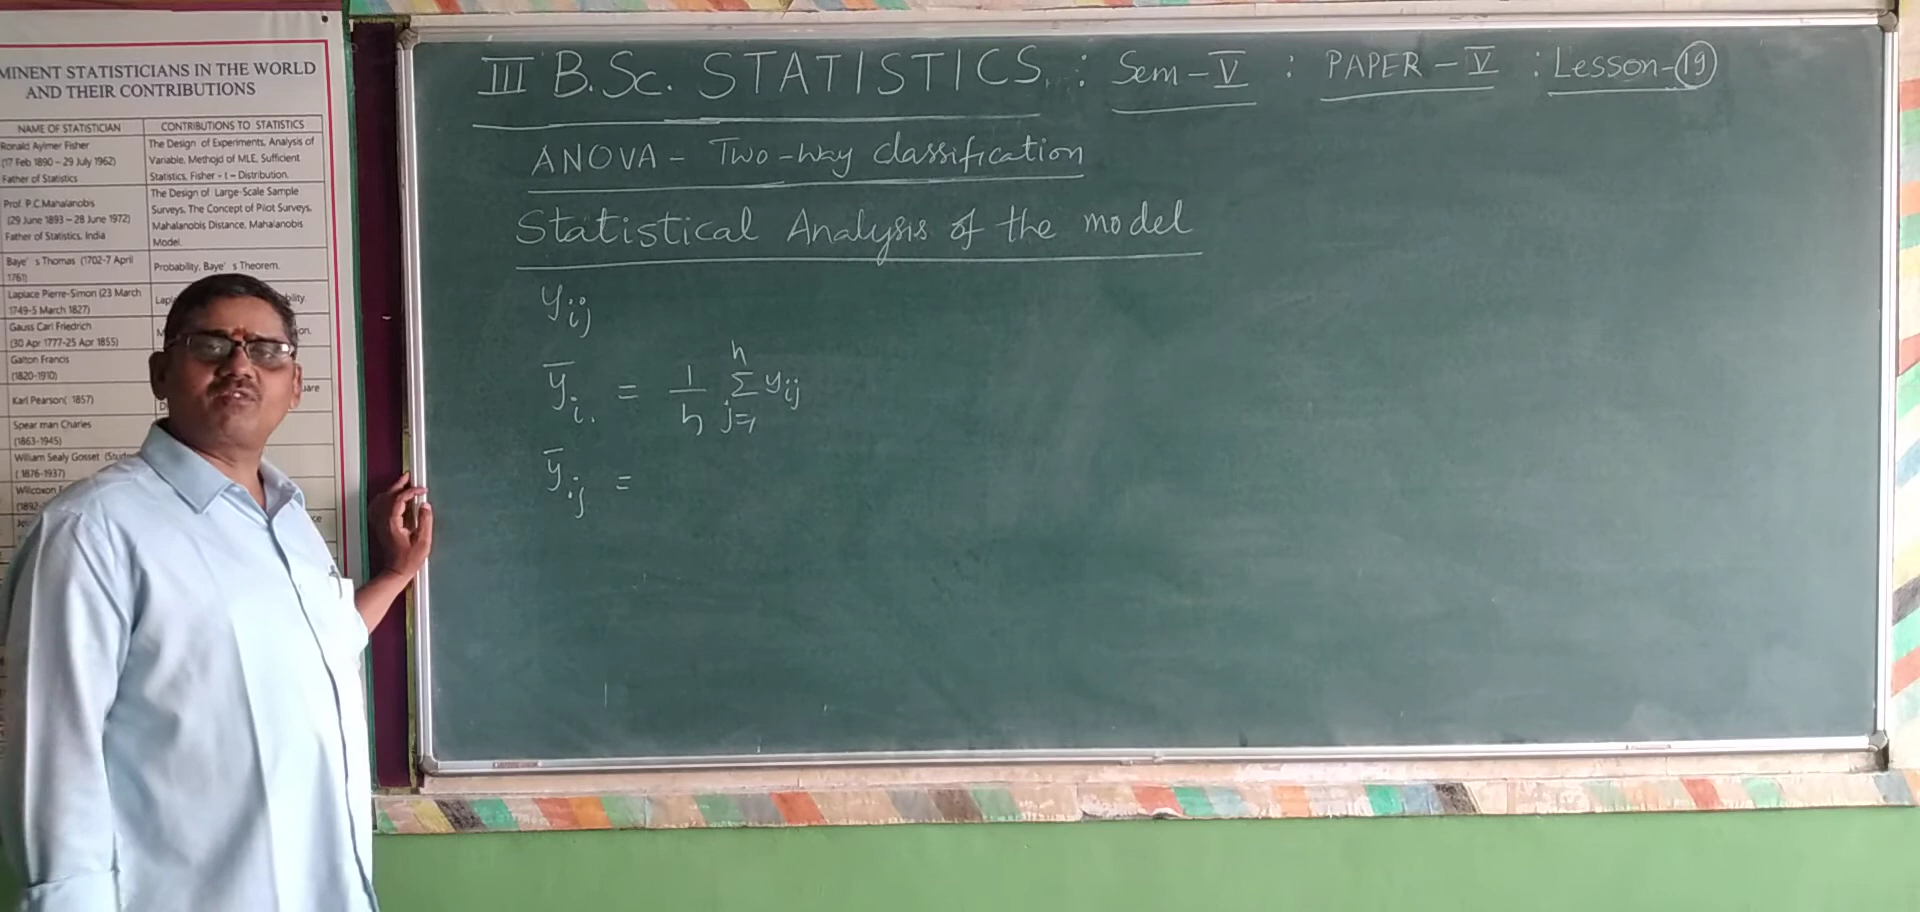 MINENT STATISTICIANS IN THE WORLD
AND THEIR CONTRIBUTIONS
NAME OF STATISTICIAN CONTRIBUTIONS TO STATISTICS
Ronald Aylmer Fisher
(17 Feb 1890 – 29 July 1962)
Father of Statistics
The Design of Experiments, Analysis of
Variable, Methojd of MLE, Sufficient
Statistics, Fisher - t – Distribution.
Prof. P.C.Mahalanobis
(29 June 1893 – 28 June 1972)
Father of Statistics, India
The Design of Large-Scale Sample
Surveys, The Concept of Pilot Surveys,
Mahalanobis Distance, Mahalanobis
Model.
Baye' s Thomas (1702-7 April
1761)
Probability, Baye' s Theorem.
Laplace Pierre-Simon (23 March
1749-5 March 1827)
Gauss Carl Friedrich
(30 Apr 1777-25 Apr 1855)
Galton Francis
(1820-1910)
Karl Pearson( 1857)
Spear man Charles
(1863-1945)
William Sealy Gosset
( 1876-1937)
Wilcoxon
III B.Sc. STATISTICS : Sem - V : PAPER - V : Lesson - 19
ANOVA - Two-way classification
Statistical Analysis of the model
yij
ȳi. = 1/h h Σ j=1 yij
ȳ.j =